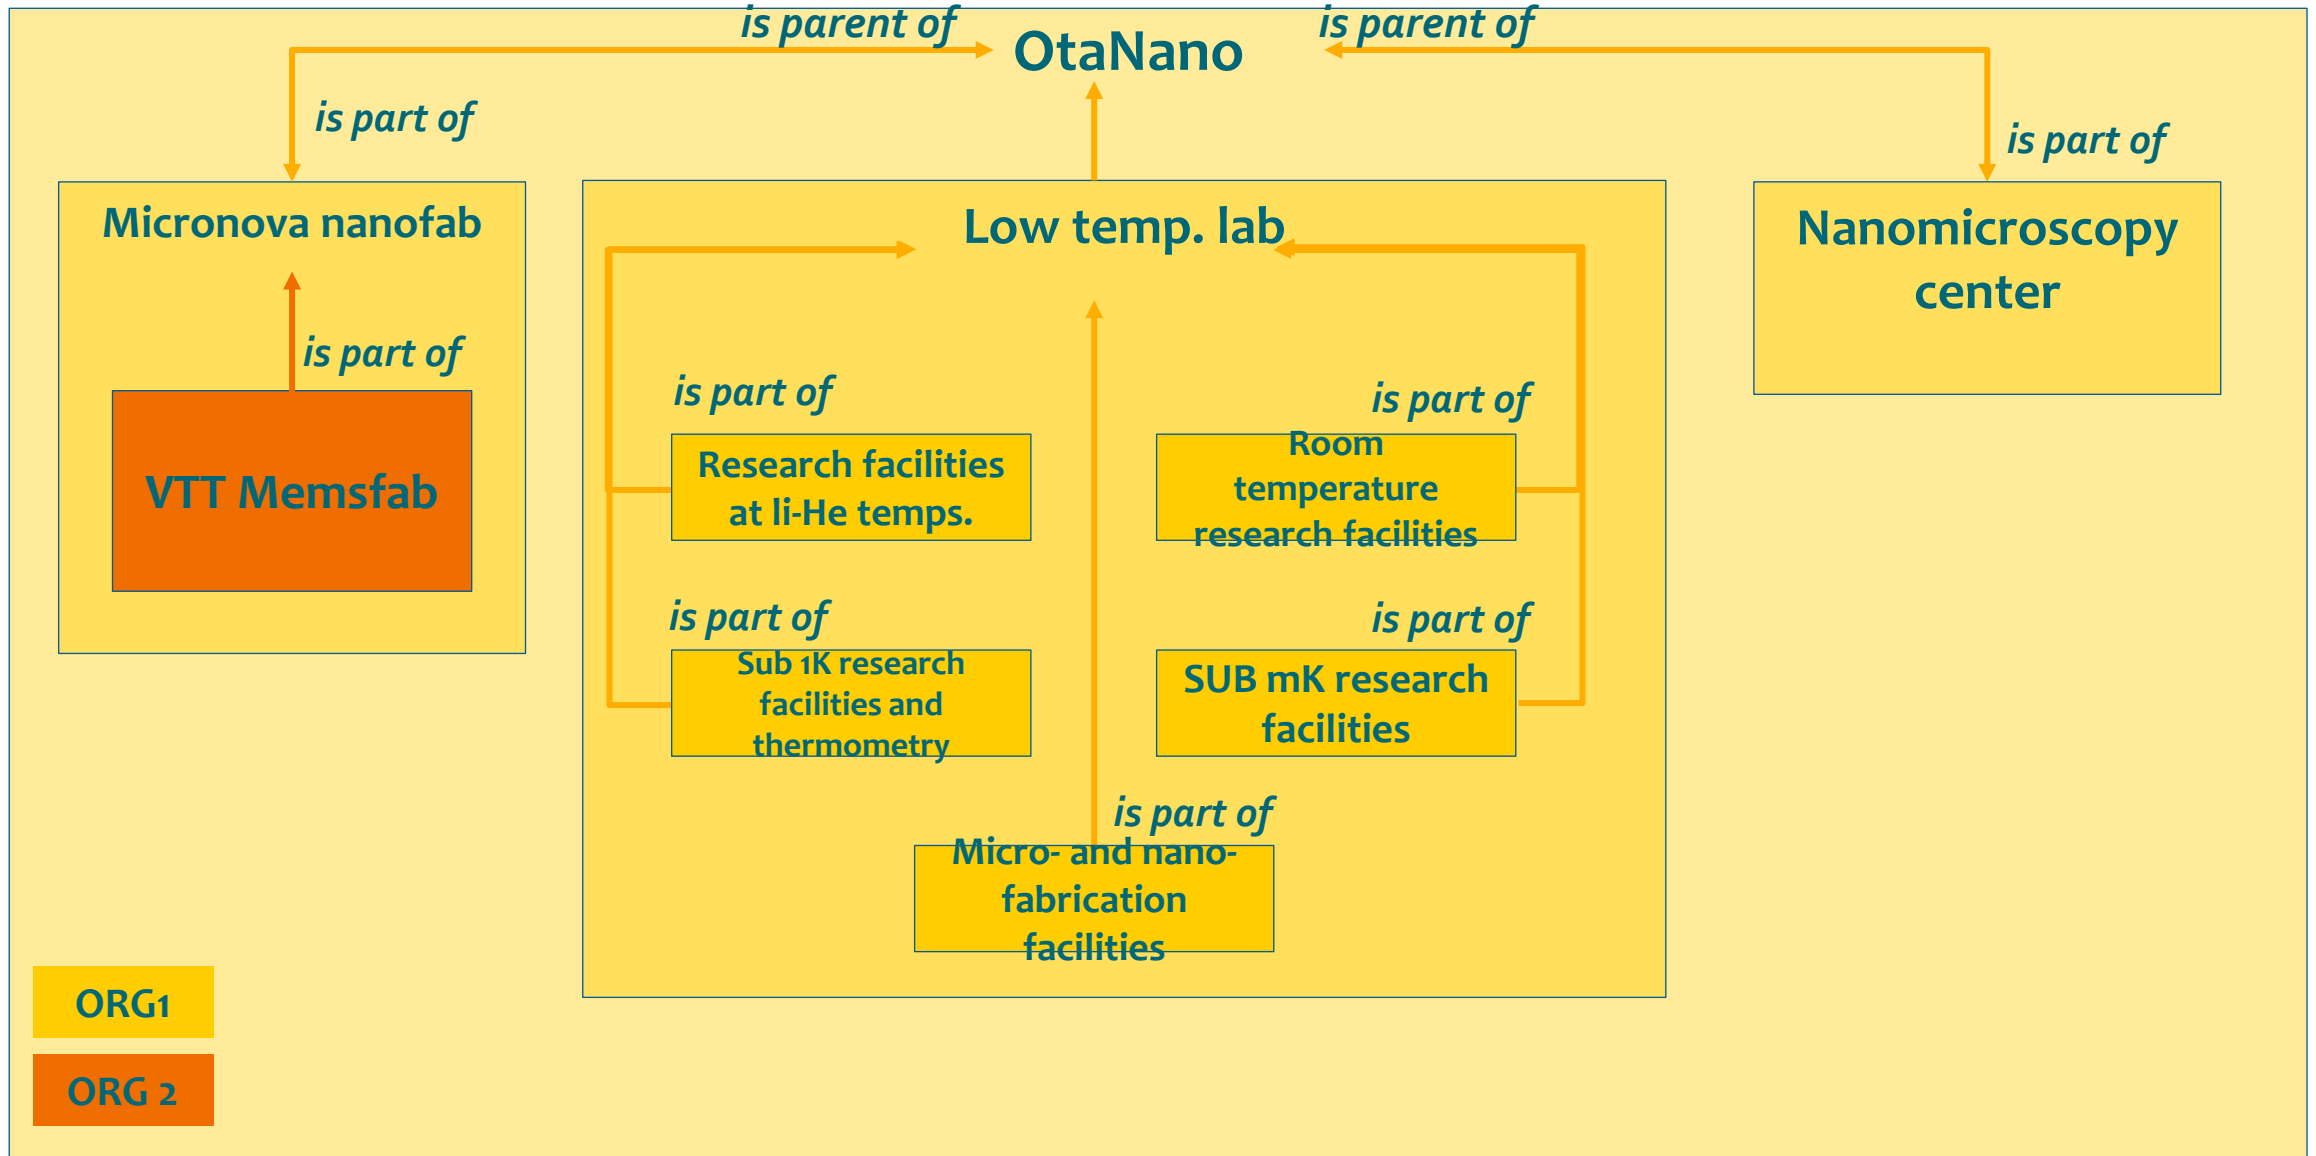 is parent of
OtaNano
is parent of
is part of
is part of
Micronova nanofab
Low temp. lab
Nanomicroscopy
center
is part of
VTT Memsfab
is part of
is part of
Research facilities
at li-He temps.
Room
temperature
research facilities
is part of
is part of
Sub 1K research
facilities and
thermometry
SUB mK research
facilities
is part of
Micro- and nano-
fabrication
facilities
ORG1
ORG 2